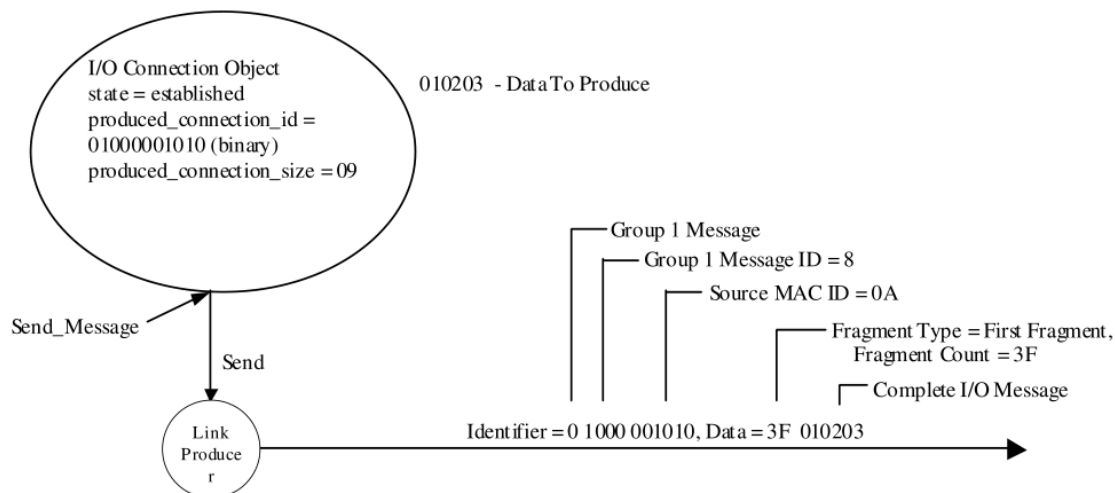 I/O Connection Object
state = established
produced_connection_id =
01000001010 (binary)
produced_connection_size = 09
010203 - Data To Produce
Group 1 Message
Group 1 Message ID = 8
Source MAC ID = 0A
Fragment Type = First Fragment,
Fragment Count = 3F
Complete I/O Message
Send_Message
Send
Link
Produce
r
Identifier = 0 1000 001010, Data = 3F 010203